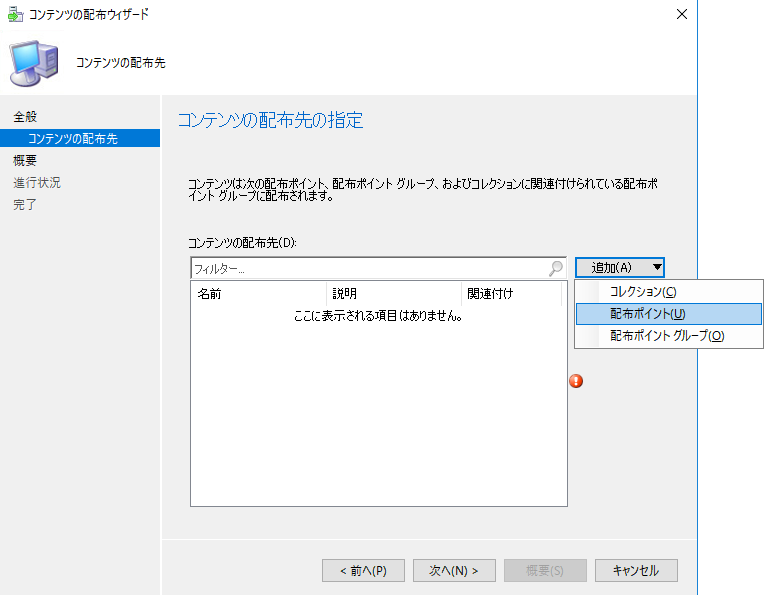 コンテンツの配布ウィザード
コンテンツの配布先
全般
コンテンツの配布先
概要
進行状況
完了
コンテンツの配布先の指定
コンテンツは次の配布ポイント、配布ポイント グループ、およびコレクションに関連付けられている配布ポ
イント グループに配布されます。
コンテンツの配布先(D):
フィルター...
追加(A)
コレクション(C)
配布ポイント(U)
配布ポイント グループ(O)
名前 説明 関連付け
ここに表示される項目はありません。
< 前へ(P) 次へ(N) > 概要(S) キャンセル